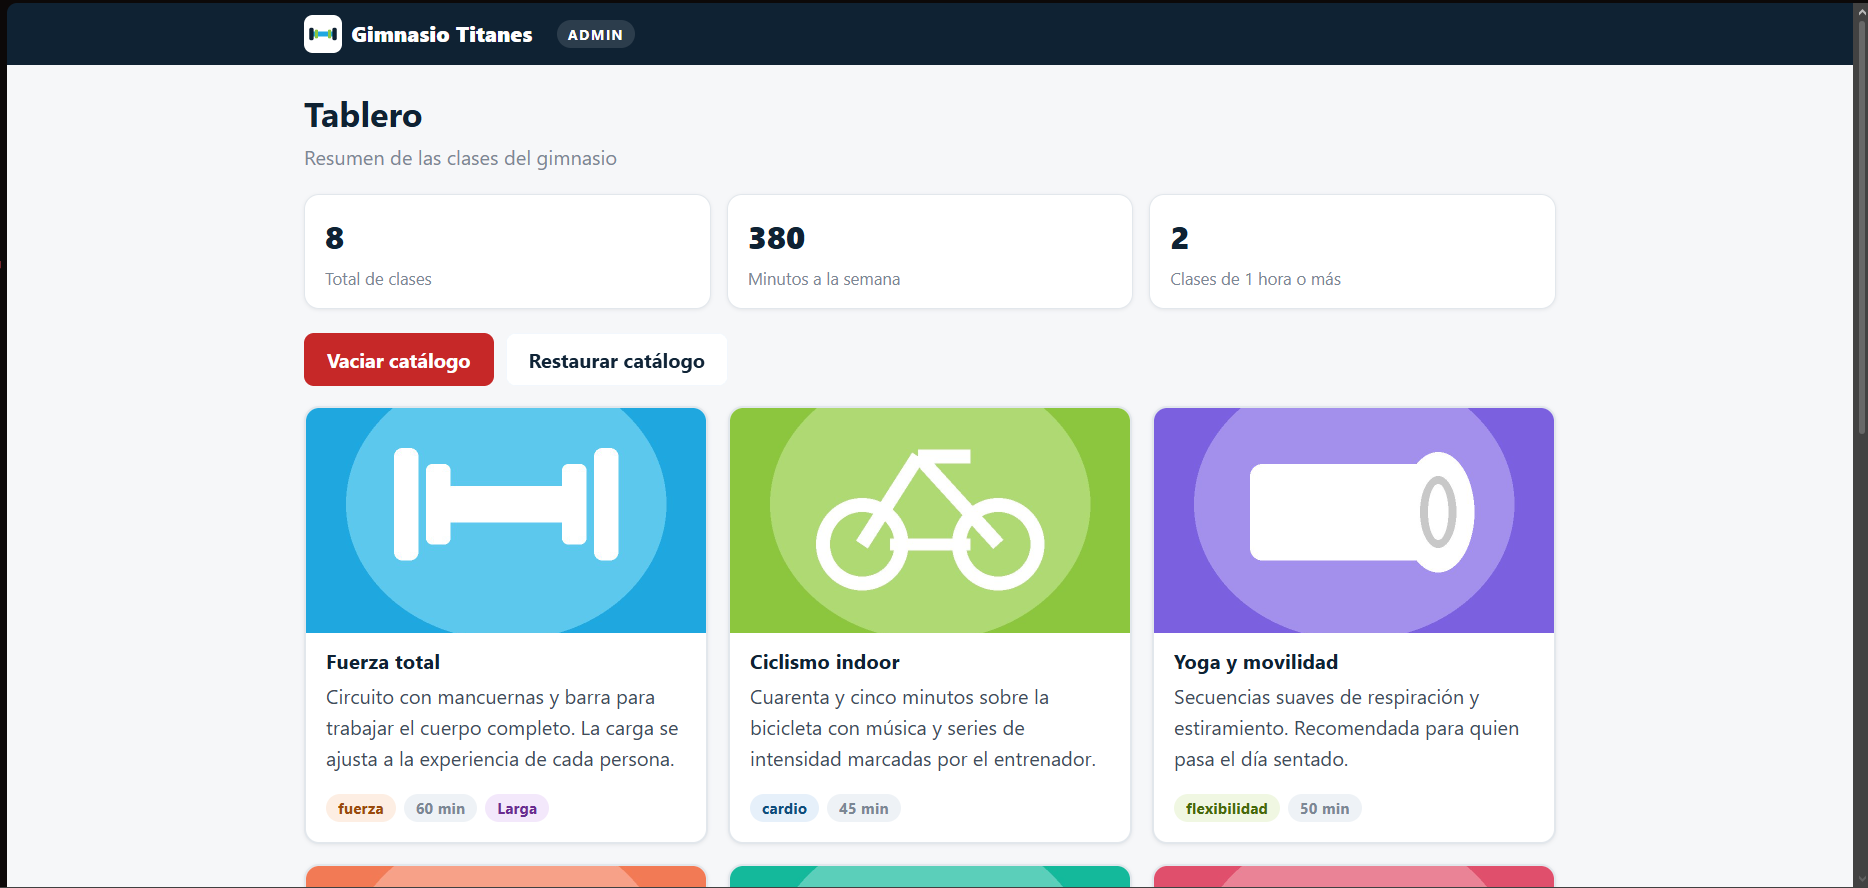 Gimnasio Titanes ADMIN
Tablero
Resumen de las clases del gimnasio
8
Total de clases
380
Minutos a la semana
2
Clases de 1 hora o más
Vaciar catálogo
Restaurar catálogo
Fuerza total
Circuito con mancuernas y barra para
trabajar el cuerpo completo. La carga se
ajusta a la experiencia de cada persona.
fuerza 60 min Larga
Ciclismo indoor
Cuarenta y cinco minutos sobre la
bicicleta con música y series de
intensidad marcadas por el entrenador.
cardio 45 min
Yoga y movilidad
Secuencias suaves de respiración y
estiramiento. Recomendada para quien
pasa el día sentado.
flexibilidad 50 min